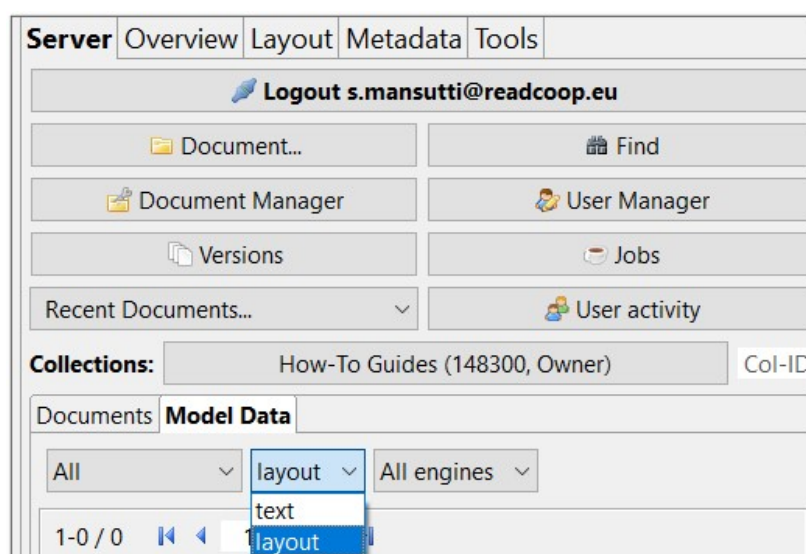 Server Overview Layout Metadata Tools
Logout s.mansutti@readcoop.eu
Document... Find
Document Manager User Manager
Versions Jobs
Recent Documents... User activity
Collections: How-To Guides (148300, Owner) Col-ID
Documents Model Data
All layout All engines
text
1-0 / 0
layout